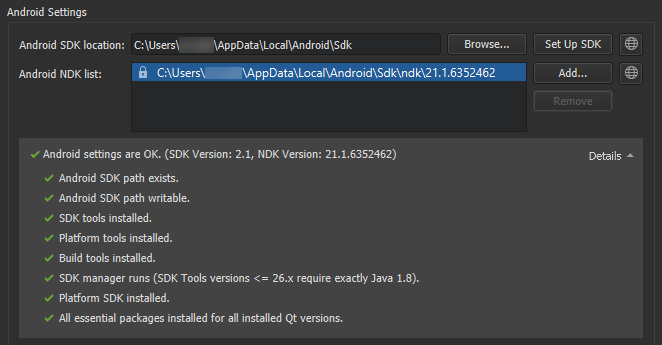 Android Settings
Android SDK location: C:\Users\ \AppData\Local\Android\Sdk Browse... Set Up SDK
Android NDK list: C:\Users\ \AppData\Local\Android\Sdk\ndk\21.1.6352462 Add...
Remove
Android settings are OK. (SDK Version: 2.1, NDK Version: 21.1.6352462) Details
Android SDK path exists.
Android SDK path writable.
SDK tools installed.
Platform tools installed.
Build tools installed.
SDK manager runs (SDK Tools versions <= 26.x require exactly Java 1.8).
Platform SDK installed.
All essential packages installed for all installed Qt versions.